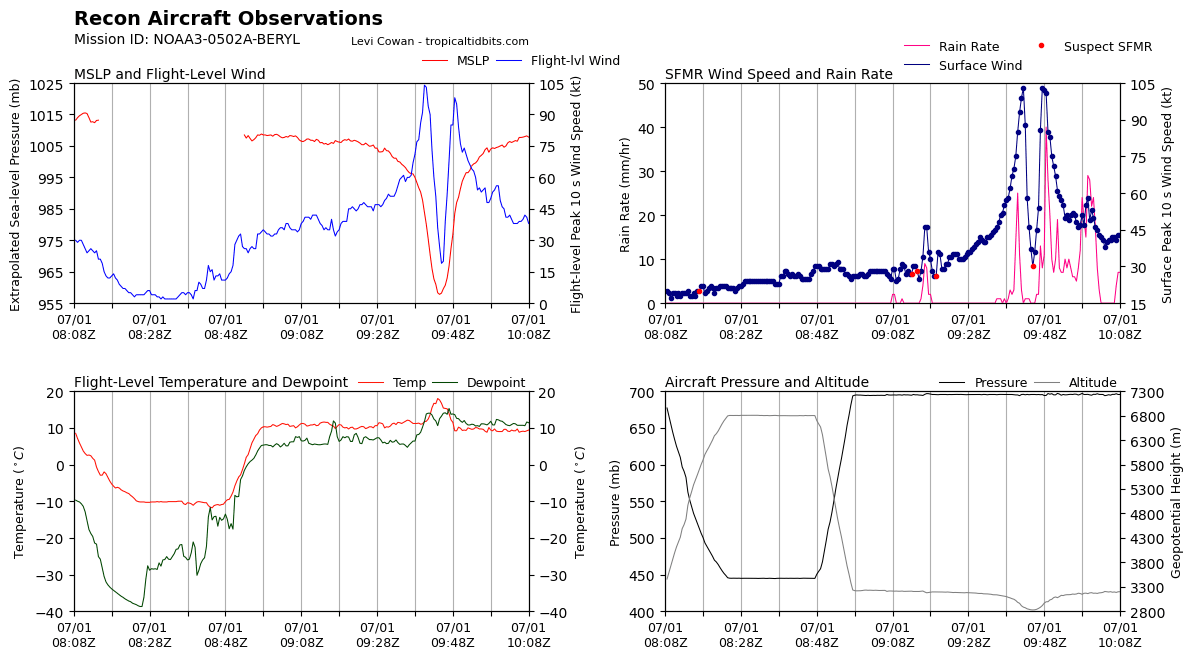 Recon Aircraft Observations
Mission ID: NOAA3-0502A-BERYL
Levi Cowan - tropicaltidbits.com
MSLP and Flight-Level Wind
MSLP
Flight-lvl Wind
Extrapolated Sea-level Pressure (mb)
1025
1015
1005
995
985
975
965
955
105
90
75
60
45
30
15
0
Flight-level Peak 10 s Wind Speed (kt)
07/01 07/01 07/01 07/01 07/01 07/01 07/01
08:08Z 08:28Z 08:48Z 09:08Z 09:28Z 09:48Z 10:08Z
SFMR Wind Speed and Rain Rate
Rain Rate
Suspect SFMR
Surface Wind
Rain Rate (mm/hr)
50
40
30
20
10
0
105
90
75
60
45
30
15
Surface Peak 10 s Wind Speed (kt)
07/01 07/01 07/01 07/01 07/01 07/01 07/01
08:08Z 08:28Z 08:48Z 09:08Z 09:28Z 09:48Z 10:08Z
Flight-Level Temperature and Dewpoint
Temp
Dewpoint
Temperature (∘C)
20
10
0
−10
−20
−30
−40
20
10
0
−10
−20
−30
−40
Temperature (∘C)
07/01 07/01 07/01 07/01 07/01 07/01 07/01
08:08Z 08:28Z 08:48Z 09:08Z 09:28Z 09:48Z 10:08Z
Aircraft Pressure and Altitude
Pressure
Altitude
Pressure (mb)
700
650
600
550
500
450
400
7300
6800
6300
5800
5300
4800
4300
3800
3300
2800
Geopotential Height (m)
07/01 07/01 07/01 07/01 07/01 07/01 07/01
08:08Z 08:28Z 08:48Z 09:08Z 09:28Z 09:48Z 10:08Z